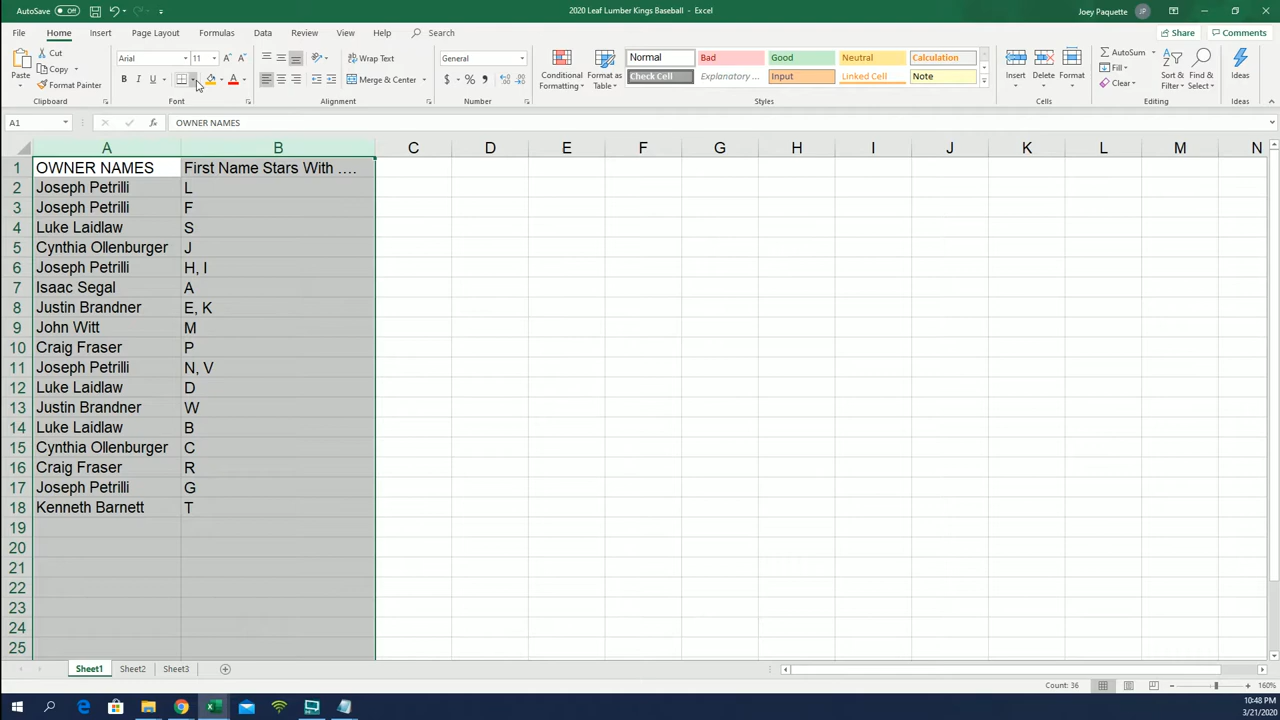 AutoSave Off 2020 Leaf Lumber Kings Baseball - Excel Joey Paquette JF
File Home Insert Page Layout Formulas Data Review View Help Search Share Comments
Paste Cut Copy Format Painter Clipboard
Arial 11 B I U A Font
Wrap Text Merge & Center Alignment
General $ % , Number
Conditional Formatting Format as Table
Normal Bad Good Neutral Calculation
Check Cell Explanatory ... Input Linked Cell Note
Styles
Insert Delete Format Cells
AutoSum Fill Clear Sort & Filter Find & Select Editing
Ideas Ideas
A1 fx OWNER NAMES
A B C D E F G H I J K L M N
1 OWNER NAMES First Name Stars With ....
2 Joseph Petrilli L
3 Joseph Petrilli F
4 Luke Laidlaw S
5 Cynthia Ollenburger J
6 Joseph Petrilli H, I
7 Isaac Segal A
8 Justin Brandner E, K
9 John Witt M
10 Craig Fraser P
11 Joseph Petrilli N, V
12 Luke Laidlaw D
13 Justin Brandner W
14 Luke Laidlaw B
15 Cynthia Ollenburger C
16 Craig Fraser R
17 Joseph Petrilli G
18 Kenneth Barnett T
19
20
21
22
23
24
25
Sheet1 Sheet2 Sheet3
Count: 36 160%
10:48 PM
3/21/2020